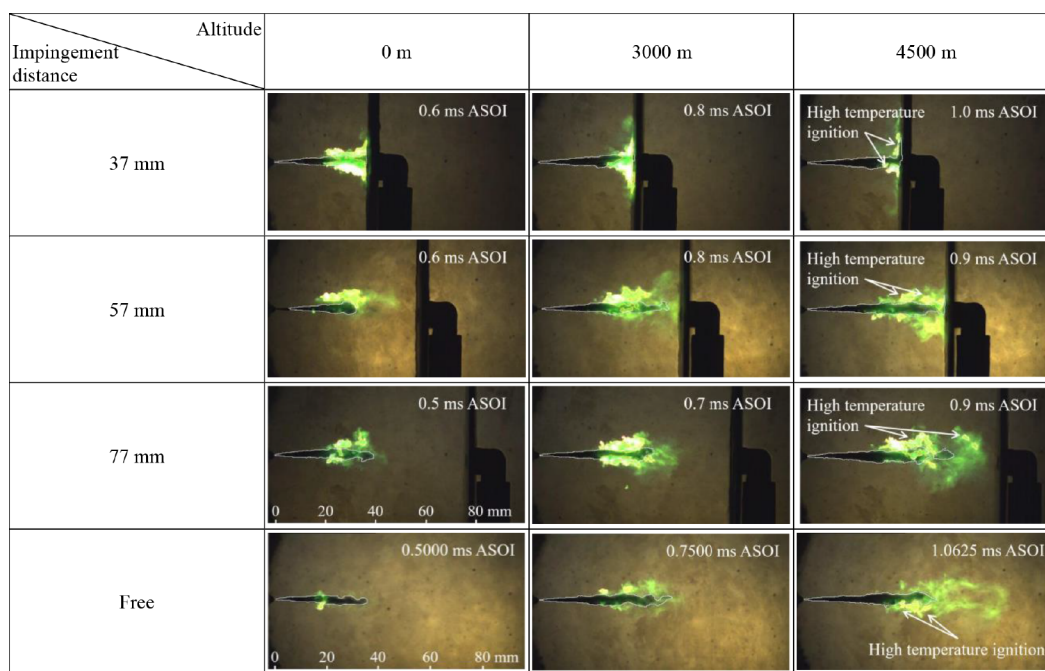 Altitude
Impingement
distance
0 m
3000 m
4500 m
37 mm
0.6 ms ASOI
0.8 ms ASOI
High temperature
ignition
1.0 ms ASOI
57 mm
0.6 ms ASOI
0.8 ms ASOI
High temperature
ignition
0.9 ms ASOI
77 mm
0.5 ms ASOI
0 20 40 60 80 mm
0.7 ms ASOI
High temperature
ignition
0.9 ms ASOI
Free
0.5000 ms ASOI
0 20 40 60 80 mm
0.7500 ms ASOI
1.0625 ms ASOI
High temperature ignition